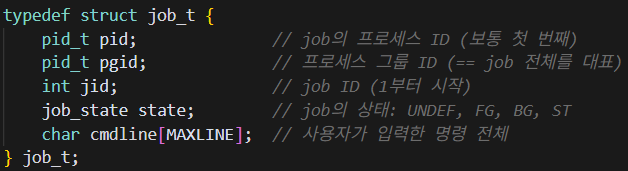 typedef struct job_t {
    pid_t pid;                // job의 프로세스 ID (보통 첫 번째)
    pid_t pgid;               // 프로세스 그룹 ID (== job 전체를 대표)
    int jid;                  // job ID (1부터 시작)
    job_state state;          // job의 상태: UNDEF, FG, BG, ST
    char cmdline[MAXLINE];  // 사용자가 입력한 명령 전체
} job_t;